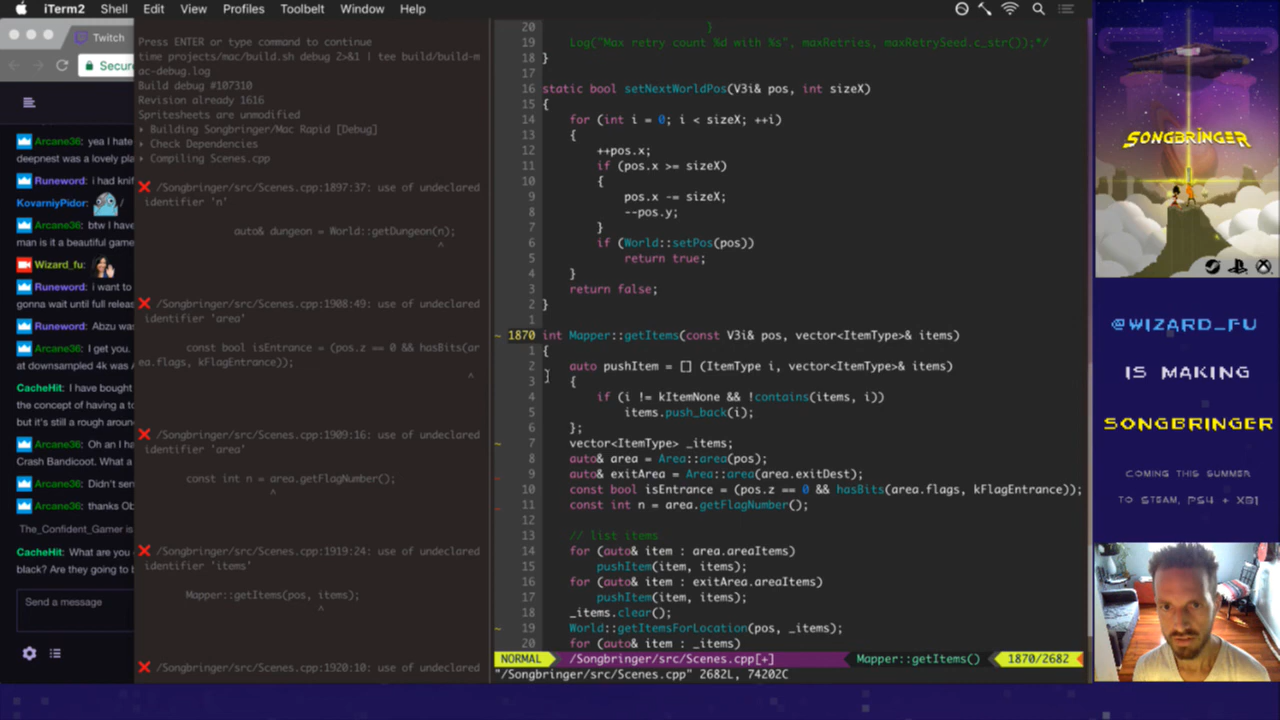 iTerm2 Shell Edit View Profiles Toolbelt Window Help
Twitch
Secure
Arcane36: yea I hate
deepnest was a lovely pla
Runeword: i had knif
KovarniyPidor: /
Arcane36: btw I have
man is it a beautiful game
Wizard_fu:
Runeword: i want to
gonna wait until full releas
Runeword: Abzu was
Arcane36: I get you.
at downsampled 4k was A
CacheHit: I have bought
the concept of having a to
but it's still a rough aroun
Arcane36: Oh an I ha
Crash Bandicoot. What a
Arcane36: Didn't sen
Arcane36: thanks Ob
The_Confident_Gamer is
CacheHit: What are you
black? Are they going to b
Send a message
Press ENTER or type command to continue
time projects/mac/build.sh debug 2>&1 | tee build/build-m
ac-debug.log
Build debug #107310
Revision already 1616
Spritesheets are unmodified
▸ Building Songbringer/Mac Rapid [Debug]
▸ Check Dependencies
▸ Compiling Scenes.cpp
❌ /Songbringer/src/Scenes.cpp:1897:37: use of undeclared
identifier 'n'
auto& dungeon = World::getDungeon(n);
^
❌ /Songbringer/src/Scenes.cpp:1908:49: use of undeclared
identifier 'area'
const bool isEntrance = (pos.z == 0 && hasBits(ar
ea.flags, kFlagEntrance));
^
❌ /Songbringer/src/Scenes.cpp:1909:16: use of undeclared
identifier 'area'
const int n = area.getFlagNumber();
^
❌ /Songbringer/src/Scenes.cpp:1919:24: use of undeclared
identifier 'items'
Mapper::getItems(pos, items);
^
❌ /Songbringer/src/Scenes.cpp:1920:10: use of undeclared
20 }
19 Log("Max retry count %d with %s", maxRetries, maxRetrySeed.c_str());*/
18 }
17
16 static bool setNextWorldPos(V3i& pos, int sizeX)
15 {
14 for (int i = 0; i < sizeX; ++i)
13 {
12 ++pos.x;
11 if (pos.x >= sizeX)
10 {
9 pos.x -= sizeX;
8 --pos.y;
7 }
6 if (World::setPos(pos))
5 return true;
4 }
3 return false;
2 }
1
~ 1870 int Mapper::getItems(const V3i& pos, vector<ItemType>& items)
1 {
2 auto pushItem = [] (ItemType i, vector<ItemType>& items)
3 {
4 if (i != kItemNone && !contains(items, i))
5 items.push_back(i);
6 };
~ 7 vector<ItemType> _items;
8 auto& area = Area::area(pos);
9 auto& exitArea = Area::area(area.exitDest);
10 const bool isEntrance = (pos.z == 0 && hasBits(area.flags, kFlagEntrance));
11 const int n = area.getFlagNumber();
12
13 // list items
14 for (auto& item : area.areaItems)
15 pushItem(item, items);
16 for (auto& item : exitArea.areaItems)
17 pushItem(item, items);
18 _items.clear();
~ 19 World::getItemsForLocation(pos, _items);
20 for (auto& item : _items)
NORMAL /Songbringer/src/Scenes.cpp[+] Mapper::getItems() 1870/2682
"/Songbringer/src/Scenes.cpp" 2682L, 74202C
SONGBRINGER
@WIZARD_FU
IS MAKING
SONGBRINGER
COMING THIS SUMMER
TO STEAM, PS4 + XB1